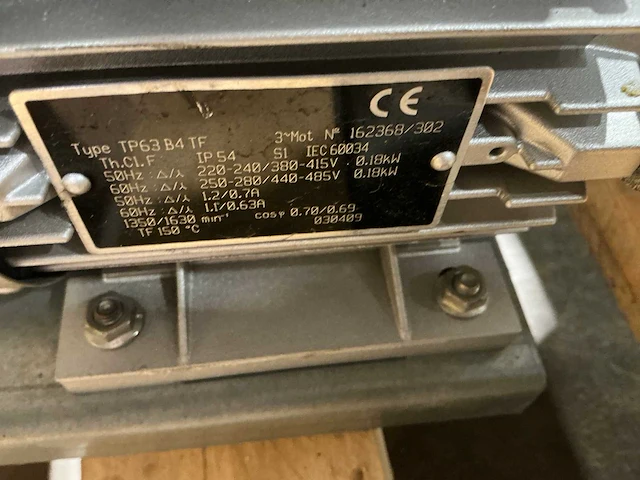 CE
Type TP63 B4 TF 3~Mot Nº 162368/302
Th.Cl.F IP 54 S1 IEC 60034
50Hz : Δ/⅄ 220-240/380-415V . 0.18kW
60Hz : Δ/⅄ 250-280/440-485V 0.18kW
50Hz : Δ/⅄ 1.2/0.7A
60Hz : Δ/⅄ 1.1/0.63A
1350/1630 min⁻¹ cosφ 0.70/0.69
TF 150 °C 030409